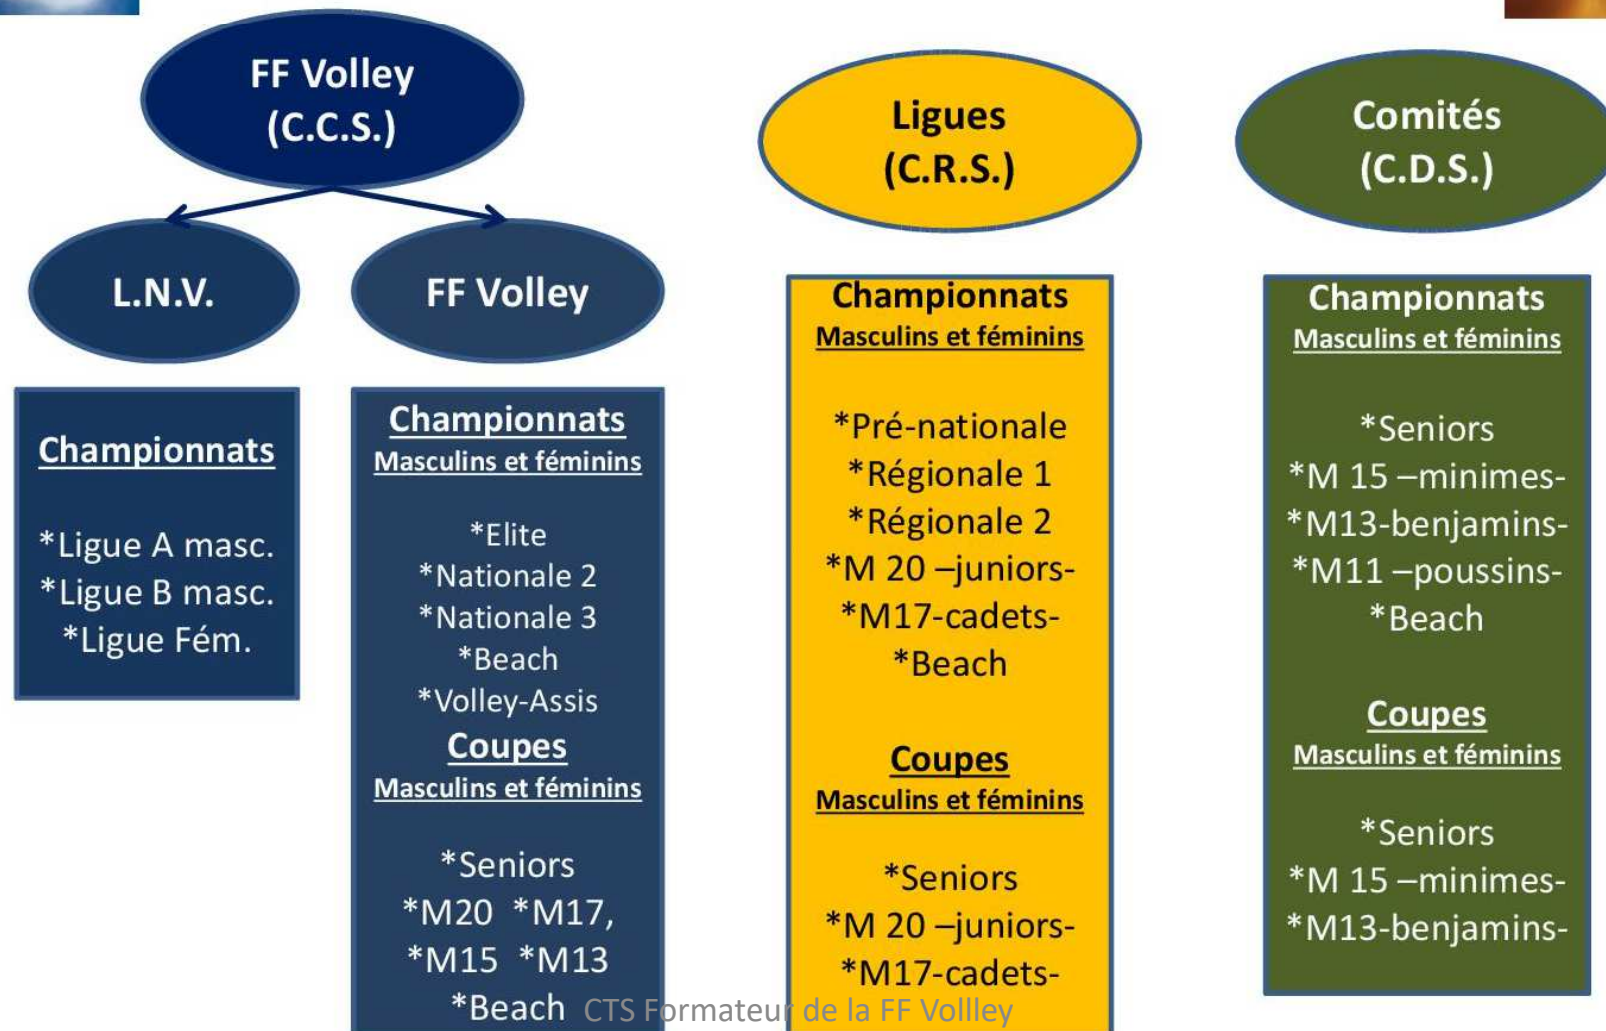 FF Volley
(C.C.S.)
L.N.V.
FF Volley
Championnats
*Ligue A masc.
*Ligue B masc.
*Ligue Fém.
Championnats
Masculins et féminins
*Elite
*Nationale 2
*Nationale 3
*Beach
*Volley-Assis
Coupes
Masculins et féminins
*Seniors
*M20 *M17,
*M15 *M13
*Beach
Ligues
(C.R.S.)
Championnats
Masculins et féminins
*Pré-nationale
*Régionale 1
*Régionale 2
*M 20 –juniors-
*M17-cadets-
*Beach
Coupes
Masculins et féminins
*Seniors
*M 20 –juniors-
*M17-cadets-
Comités
(C.D.S.)
Championnats
Masculins et féminins
*Seniors
*M 15 –minimes-
*M13-benjamins-
*M11 –poussins-
*Beach
Coupes
Masculins et féminins
*Seniors
*M 15 –minimes-
*M13-benjamins-
CTS Formateur de la FF Vollley